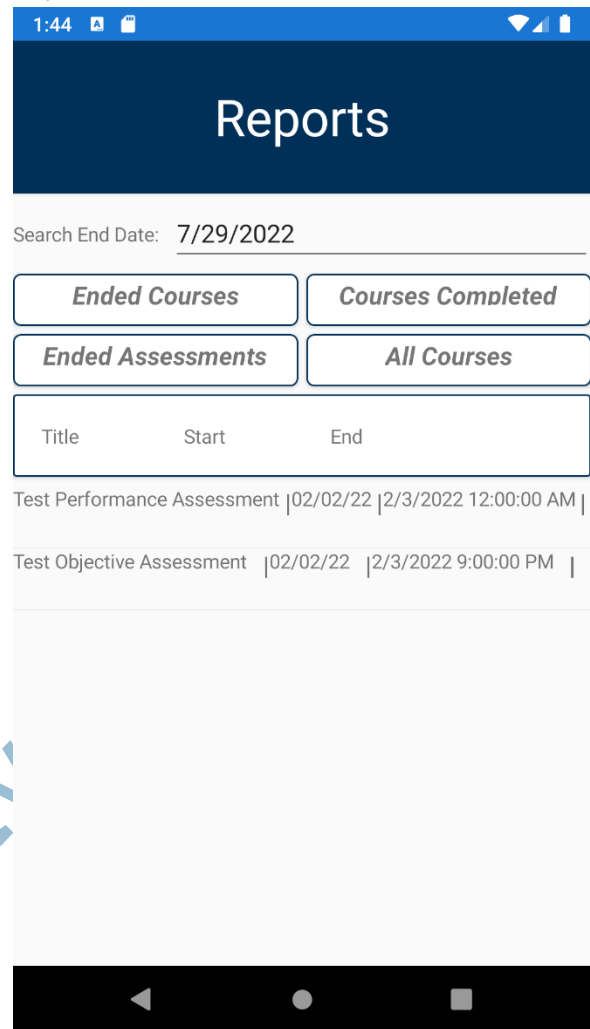 1:44
Reports
Search End Date: 7/29/2022
Ended Courses Courses Completed
Ended Assessments All Courses
Title Start End
Test Performance Assessment |02/02/22 |2/3/2022 12:00:00 AM |
Test Objective Assessment |02/02/22 |2/3/2022 9:00:00 PM |